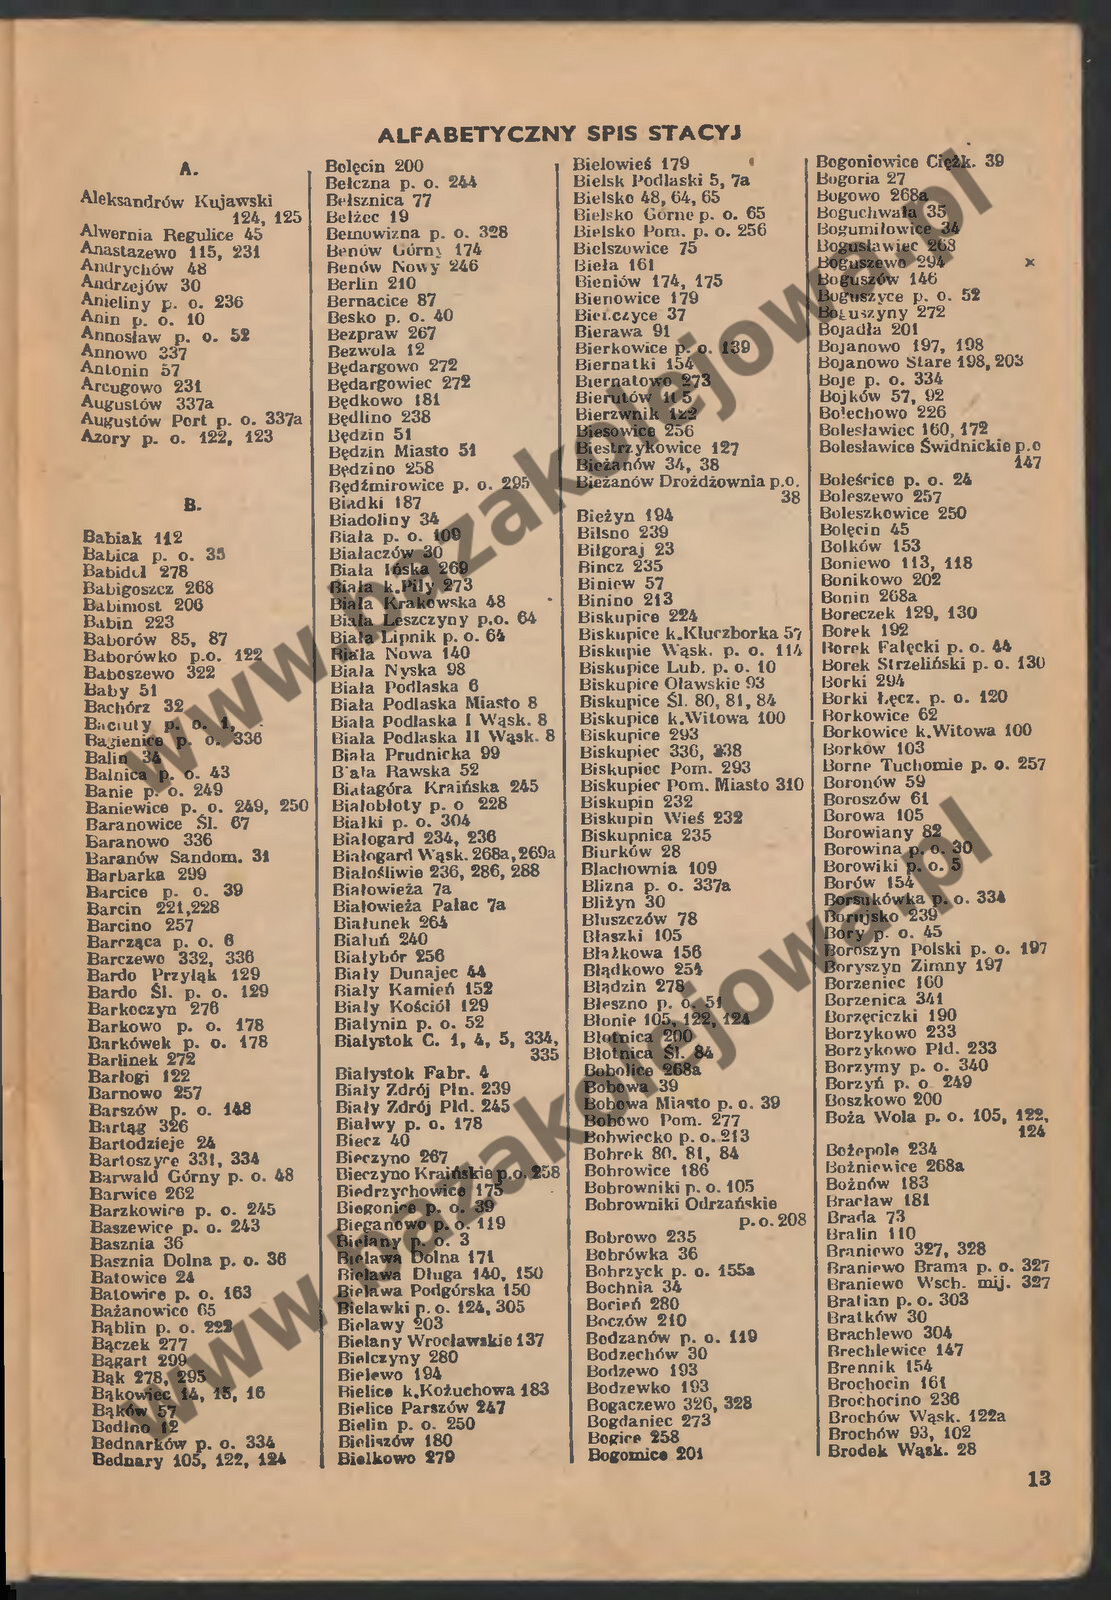 ALFABETYCZNY SPIS STACYJ
A.
Aleksandrów Kujawski
124, 125
Alwernia Regulice 45
Anastazewo 115, 231
Andrychów 48
Andrzejów 30
Anieliny p. o. 236
Anin p. o. 10
Annosław p. o. 52
Annowo 337
Antonin 57
Arcugowo 231
Augustów 337a
Augustów Port p. o. 337a
Azory p. o. 122, 123
B.
Babiak 112
Babica p. o. 35
Babidół 278
Babigoszcz 268
Babimost 206
Babin 223
Baborów 85, 87
Baborówko p.o. 122
Baboszewo 322
Baby 51
Bachórz 32
Baciuty p. o. 1,
Bagienice p. o. 336
Balin 34
Balnica p. o. 43
Banie p. o. 249
Baniewice p. o. 249, 250
Baranowice Śl. 67
Baranowo 336
Baranów Sandom. 31
Barbarka 299
Barcice p. o. 39
Barcin 221,228
Barcino 257
Barcząca p. o. 6
Barczewo 332, 336
Bardo Przyłąk 129
Bardo Śl. p. o. 129
Barkoczyn 276
Barkowo p. o. 178
Barkówek p. o. 178
Barlinek 272
Barłogi 122
Barnowo 257
Barszów p. o. 148
Bartąg 326
Bartodzieje 24
Bartoszyce 331, 334
Barwałd Górny p. o. 48
Barwice 262
Barzkowice p. o. 245
Baszewice p. o. 243
Basznia 36
Basznia Dolna p. o. 36
Batowice 24
Batowice p. o. 163
Bażanowice 65
Bąblin p. o. 222
Bączek 277
Bągart 299
Bąk 278, 295
Bąkowiec 14, 15, 16
Bąków 57
Bedlno 12
Bednarków p. o. 334
Bednary 105, 122, 124
Bolęcin 200
Bełczna p. o. 244
Bełsznica 77
Bełżec 19
Bemowizna p. o. 328
Benów Górny 174
Benów Nowy 246
Berlin 210
Bernacice 87
Besko p. o. 40
Bezpraw 267
Bezwola 12
Będargowo 272
Będargowiec 272
Będkowo 181
Będlino 238
Będzin 51
Będzin Miasto 51
Będzino 258
Będźmirowice p. o. 295
Biadki 187
Biadoliny 34
Biała p. o. 109
Białaczów 30
Biała Ińska 269
Biała k.Piły 273
Biała Krakowska 48
Biała Leszczyny p.o. 64
Biała Lipnik p. o. 64
Biała Nowa 140
Biała Nyska 98
Biała Podlaska 6
Biała Podlaska Miasto 8
Biała Podlaska I Wąsk. 8
Biała Podlaska II Wąsk. 8
Biała Prudnicka 99
Biała Rawska 52
Białagóra Kraińska 245
Białobłoty p. o 228
Białki p. o. 304
Białogard 234, 236
Białogard Wąsk. 268a, 269a
Białośliwie 236, 286, 288
Białowieża 7a
Białowieża Pałac 7a
Białunek 264
Białuń 240
Białybór 256
Biały Dunajec 44
Biały Kamień 152
Biały Kościół 129
Białynin p. o. 52
Białystok C. 1, 4, 5, 334,
335
Białystok Fabr. 4
Biały Zdrój Płn. 239
Biały Zdrój Płd. 245
Białwy p. o. 178
Biecz 40
Bieczyno 267
Bieczyno Kraińskie p.o. 258
Biedrzychowice 175
Biegonice p. o. 39
Bieganowo p. o. 119
Bielany p. o. 3
Bielawa Dolna 171
Bielawa Długa 140, 150
Bielawa Podgórska 150
Bielawki p. o. 124, 305
Bielawy 203
Bielany Wrocławskie 137
Bielczyny 280
Bielewo 194
Bielice k.Kożuchowa 183
Bielice Parszów 247
Bielin p. o. 250
Bieliszów 180
Bielkowo 279
Bielowieś 179
Bielsk Podlaski 5, 7a
Bielsko 48, 64, 65
Bielsko Górne p. o. 65
Bielsko Pom. p. o. 256
Bielszowice 75
Bieła 161
Bieniów 174, 175
Bienowice 179
Bierczyce 37
Bierawa 91
Bierkowice p. o. 139
Biernatki 154
Biernatowo 273
Bierutów 115
Bierzwnik 122
Biesowice 256
Biestrzykowice 127
Bieżanów 34, 38
Bieżanów Drożdżownia p.o.
38
Bieżyn 194
Bilsno 239
Biłgoraj 23
Bincz 235
Biniew 57
Binino 213
Biskupice 224
Biskupice k.Kluczborka 57
Biskupie Wąsk. p. o. 114
Biskupice Lub. p. o. 10
Biskupice Oławskie 93
Biskupice Śl. 80, 81, 84
Biskupice k.Witowa 100
Biskupice 293
Biskupiec 336, 338
Biskupiec Pom. 293
Biskupiec Pom. Miasto 310
Biskupin 232
Biskupin Wieś 232
Biskupnica 235
Biurków 28
Blachownia 109
Blizna p. o. 337a
Bliżyn 30
Bluszczów 78
Błaszki 105
Błażkowa 156
Błądkowo 254
Błądzin 278
Błeszno p. o. 51
Błonie 105, 122, 124
Błotnica 200
Błotnica Śl. 84
Bobolice 268a
Bobowa 39
Bobowa Miasto p. o. 39
Bobowo Pom. 277
Bobwiecko p. o. 213
Bobrek 80, 81, 84
Bobrowice 186
Bobrowniki p. o. 105
Bobrowniki Odrzańskie
p. o. 208
Bobrowo 235
Bobrówka 36
Bobrzyck p. o. 155a
Bochnia 34
Bocień 280
Boczów 210
Bodzanów p. o. 119
Bodzechów 30
Bodzewo 193
Bodzewko 193
Bogaczewo 326, 328
Bogdaniec 273
Bogice 258
Bogomice 201
Bogoniowice Ciężk. 39
Bogoria 27
Bogowo 268a
Boguchwała 35
Bogumiłowice 34
Bogusławiec 268
Boguszewo 294
Boguszów 146
Boguszyce p. o. 52
Boguszyny 272
Bojadła 201
Bojanowo 197, 198
Bojanowo Stare 198, 203
Boje p. o. 334
Bojków 57, 92
Bolechowo 226
Bolesławiec 160, 172
Bolesławice Świdnickie p.o
147
Boleścice p. o. 24
Boleszewo 257
Boleszkowice 250
Bolęcin 45
Bolków 153
Boniewo 113, 118
Bonikowo 202
Bonin 268a
Boreczek 129, 130
Borek 192
Borek Fałęcki p. o. 44
Borek Strzeliński p. o. 130
Borki 294
Borki Łęcz. p. o. 120
Borkowice 62
Borkowice k.Witowa 100
Borków 103
Borne Tuchomie p. o. 257
Boronów 59
Boroszów 61
Borowa 105
Borowiany 82
Borowina p. o. 30
Borowiki p. o. 5
Borów 154
Borsukówka p. o. 334
Borujsko 239
Bory p. o. 45
Boroszyn Polski p. o. 197
Boryszyn Zimny 197
Borzeniec 160
Borzenica 341
Borzęciczki 190
Borzykowo 233
Borzykowo Płd. 233
Borzymy p. o. 340
Borzyń p. o 249
Boszkowo 200
Boża Wola p. o. 105, 122,
124
Bożepole 234
Bożniewice 268a
Bożnów 183
Bracław 181
Brada 73
Bralin 110
Braniewo 327, 328
Braniewo Brama p. o. 327
Braniewo Wsch. mij. 327
Bratian p. o. 303
Bratków 30
Brachlewo 304
Brechlewice 147
Brennik 154
Brochocin 161
Brochocino 236
Brochów Wąsk. 122a
Brochów 93, 102
Brodek Wąsk. 28
13
www.bazakolejowa.pl
www.bazakolejowa.pl